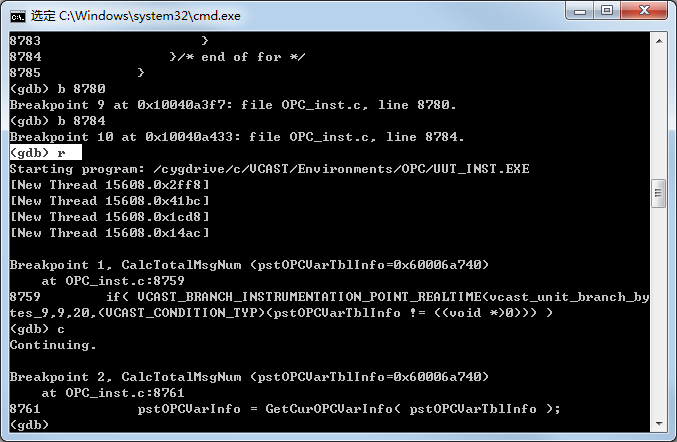 选定 C:\Windows\system32\cmd.exe
8783                    }
8784                }/* end of for */
8785            }
(gdb) b 8780
Breakpoint 9 at 0x10040a3f7: file OPC_inst.c, line 8780.
(gdb) b 8784
Breakpoint 10 at 0x10040a433: file OPC_inst.c, line 8784.
(gdb) r
Starting program: /cygdrive/c/VCAST/Environments/OPC/UUT_INST.EXE
[New Thread 15608.0x2ff8]
[New Thread 15608.0x41bc]
[New Thread 15608.0x1cd8]
[New Thread 15608.0x14ac]
Breakpoint 1, CalcTotalMsgNum (pstOPCVarTblInfo=0x60006a740)
    at OPC_inst.c:8759
8759        if( VCAST_BRANCH_INSTRUMENTATION_POINT_REALTIME(vcast_unit_branch_by
tes_9,9,20,(VCAST_CONDITION_TYP)(pstOPCVarTblInfo != ((void *)0))) )
(gdb) c
Continuing.
Breakpoint 2, CalcTotalMsgNum (pstOPCVarTblInfo=0x60006a740)
    at OPC_inst.c:8761
8761            pstOPCVarInfo = GetCurOPCVarInfo( pstOPCVarTblInfo );
(gdb)